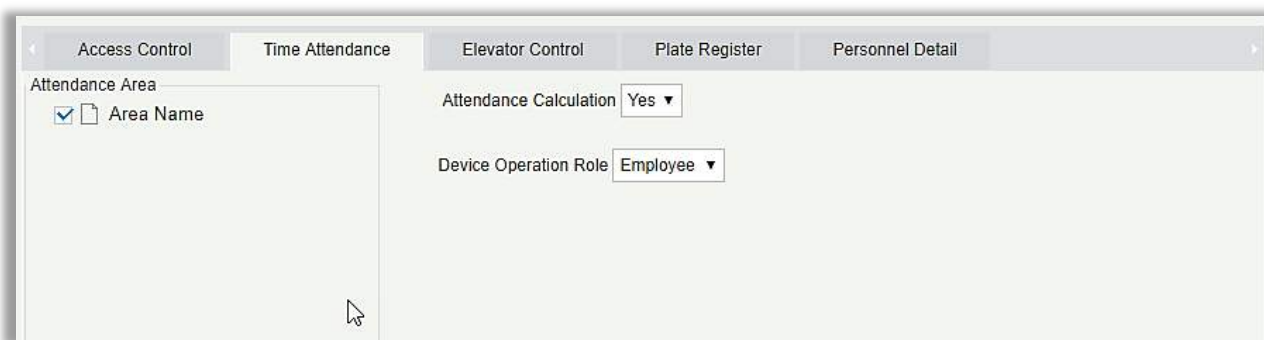 Access Control Time Attendance Elevator Control Plate Register Personnel Detail
Attendance Area
Area Name
Attendance Calculation Yes
Device Operation Role Employee